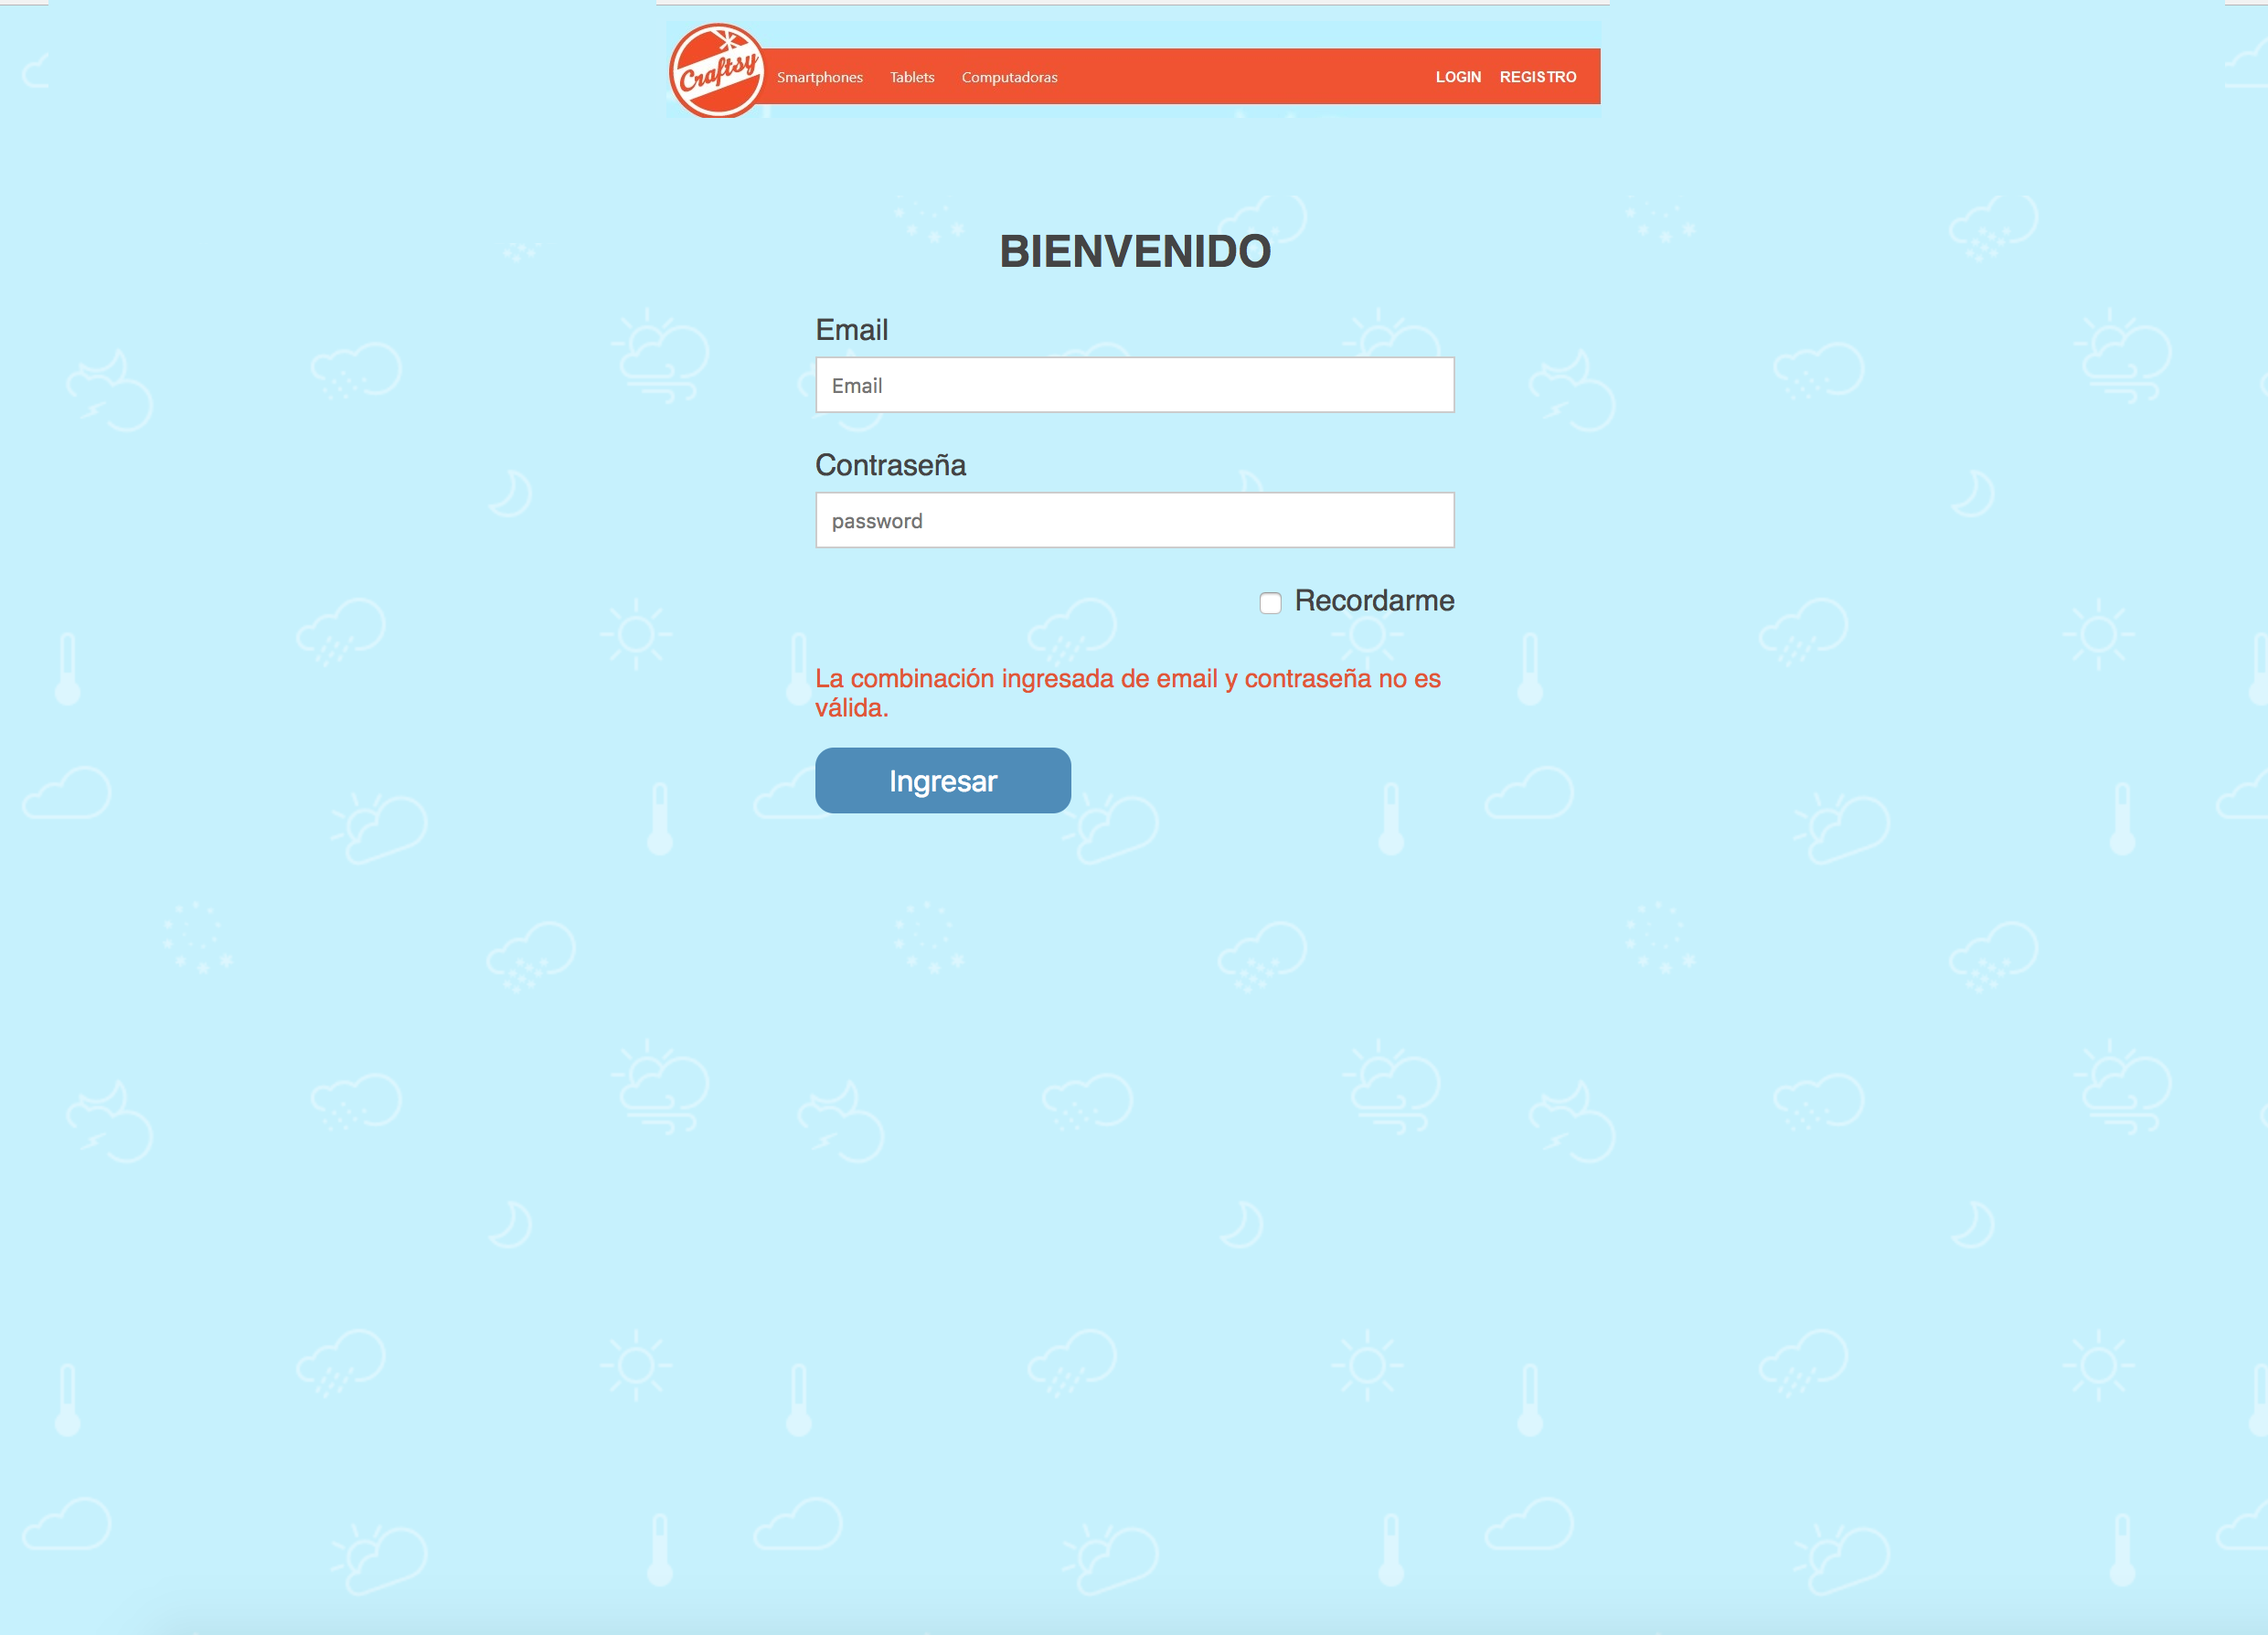 Craftsy
Smartphones Tablets Computadoras LOGIN REGISTRO
BIENVENIDO
Email
Email
Contraseña
password
Recordarme
La combinación ingresada de email y contraseña no es
válida.
Ingresar